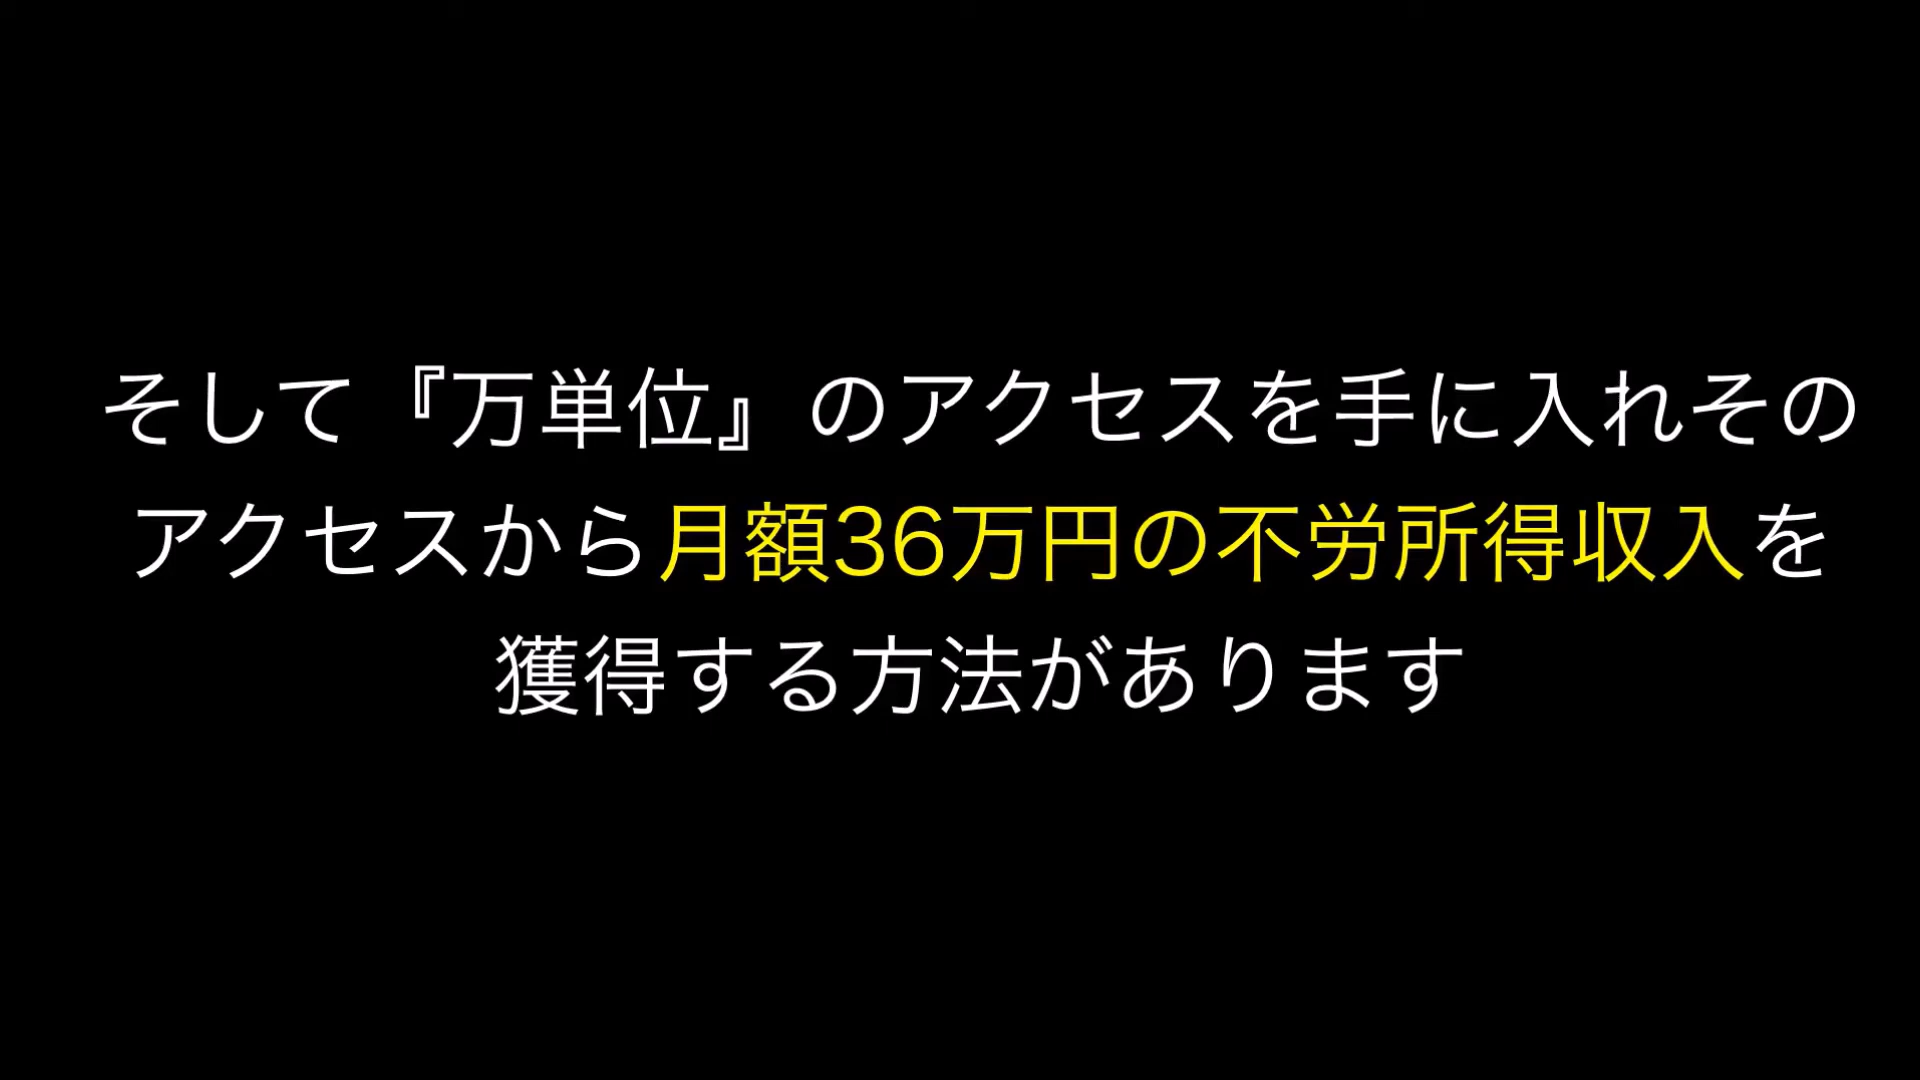 そして『万単位』のアクセスを手に入れその
アクセスから月額36万円の不労所得収入を
獲得する方法があります